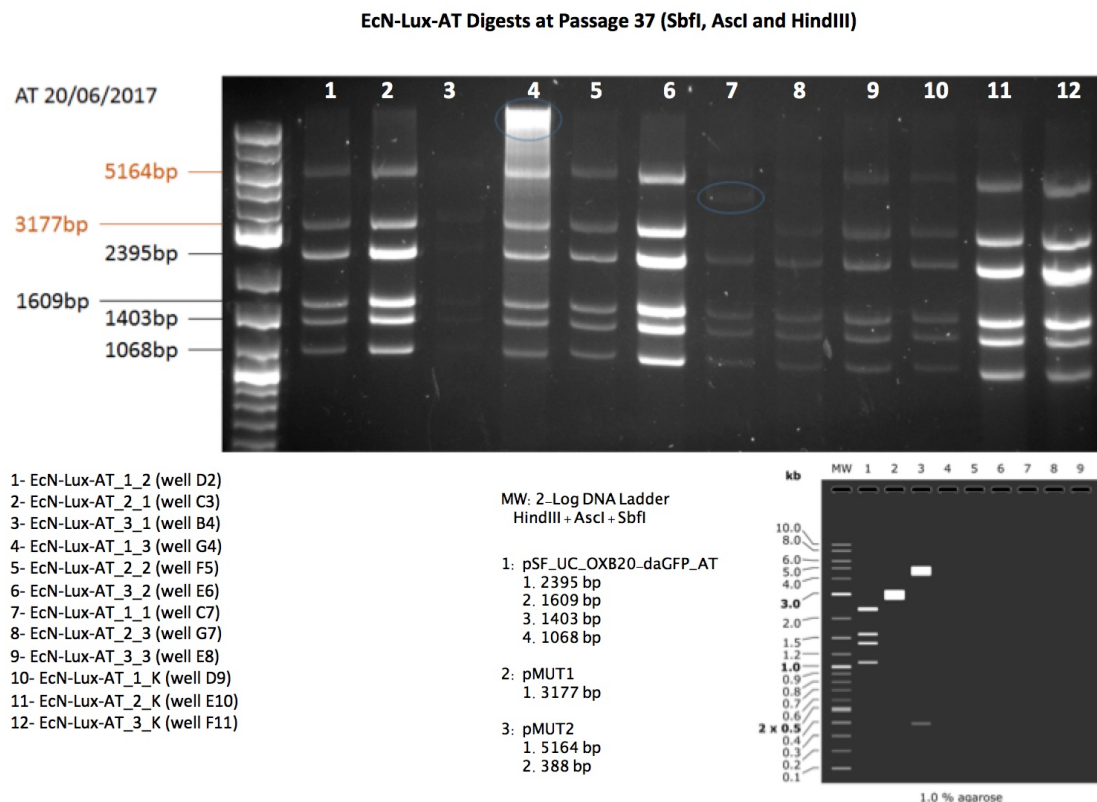 EcN-Lux-AT Digests at Passage 37 (SbfI, AscI and HindIII)
AT 20/06/2017
1 2 3 4 5 6 7 8 9 10 11 12
5164bp
3177bp
2395bp
1609bp
1403bp
1068bp
1- EcN-Lux-AT_1_2 (well D2)
2- EcN-Lux-AT_2_1 (well C3)
3- EcN-Lux-AT_3_1 (well B4)
4- EcN-Lux-AT_1_3 (well G4)
5- EcN-Lux-AT_2_2 (well F5)
6- EcN-Lux-AT_3_2 (well E6)
7- EcN-Lux-AT_1_1 (well C7)
8- EcN-Lux-AT_2_3 (well G7)
9- EcN-Lux-AT_3_3 (well E8)
10- EcN-Lux-AT_1_K (well D9)
11- EcN-Lux-AT_2_K (well E10)
12- EcN-Lux-AT_3_K (well F11)
MW: 2-Log DNA Ladder
HindIII + AscI + SbfI
1: pSF_UC_OXB20-daGFP_AT
1. 2395 bp
2. 1609 bp
3. 1403 bp
4. 1068 bp
2: pMUT1
1. 3177 bp
3: pMUT2
1. 5164 bp
2. 388 bp
kb MW 1 2 3 4 5 6 7 8 9
10.0
8.0
6.0
5.0
4.0
3.0
2.0
1.5
1.2
1.0
0.9
0.8
0.7
0.6
2 x 0.5
0.4
0.3
0.2
0.1
1.0 % agarose